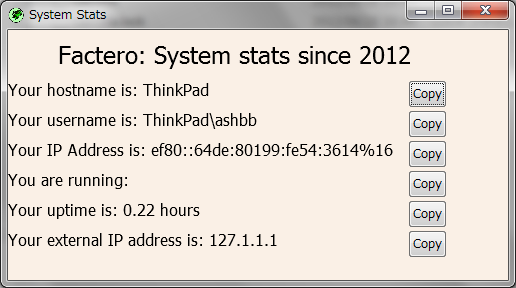 System Stats
Factero: System stats since 2012
Your hostname is: ThinkPad Copy
Your username is: ThinkPad\ashbb Copy
Your IP Address is: ef80::64de:80199:fe54:3614%16 Copy
You are running: Copy
Your uptime is: 0.22 hours Copy
Your external IP address is: 127.1.1.1 Copy